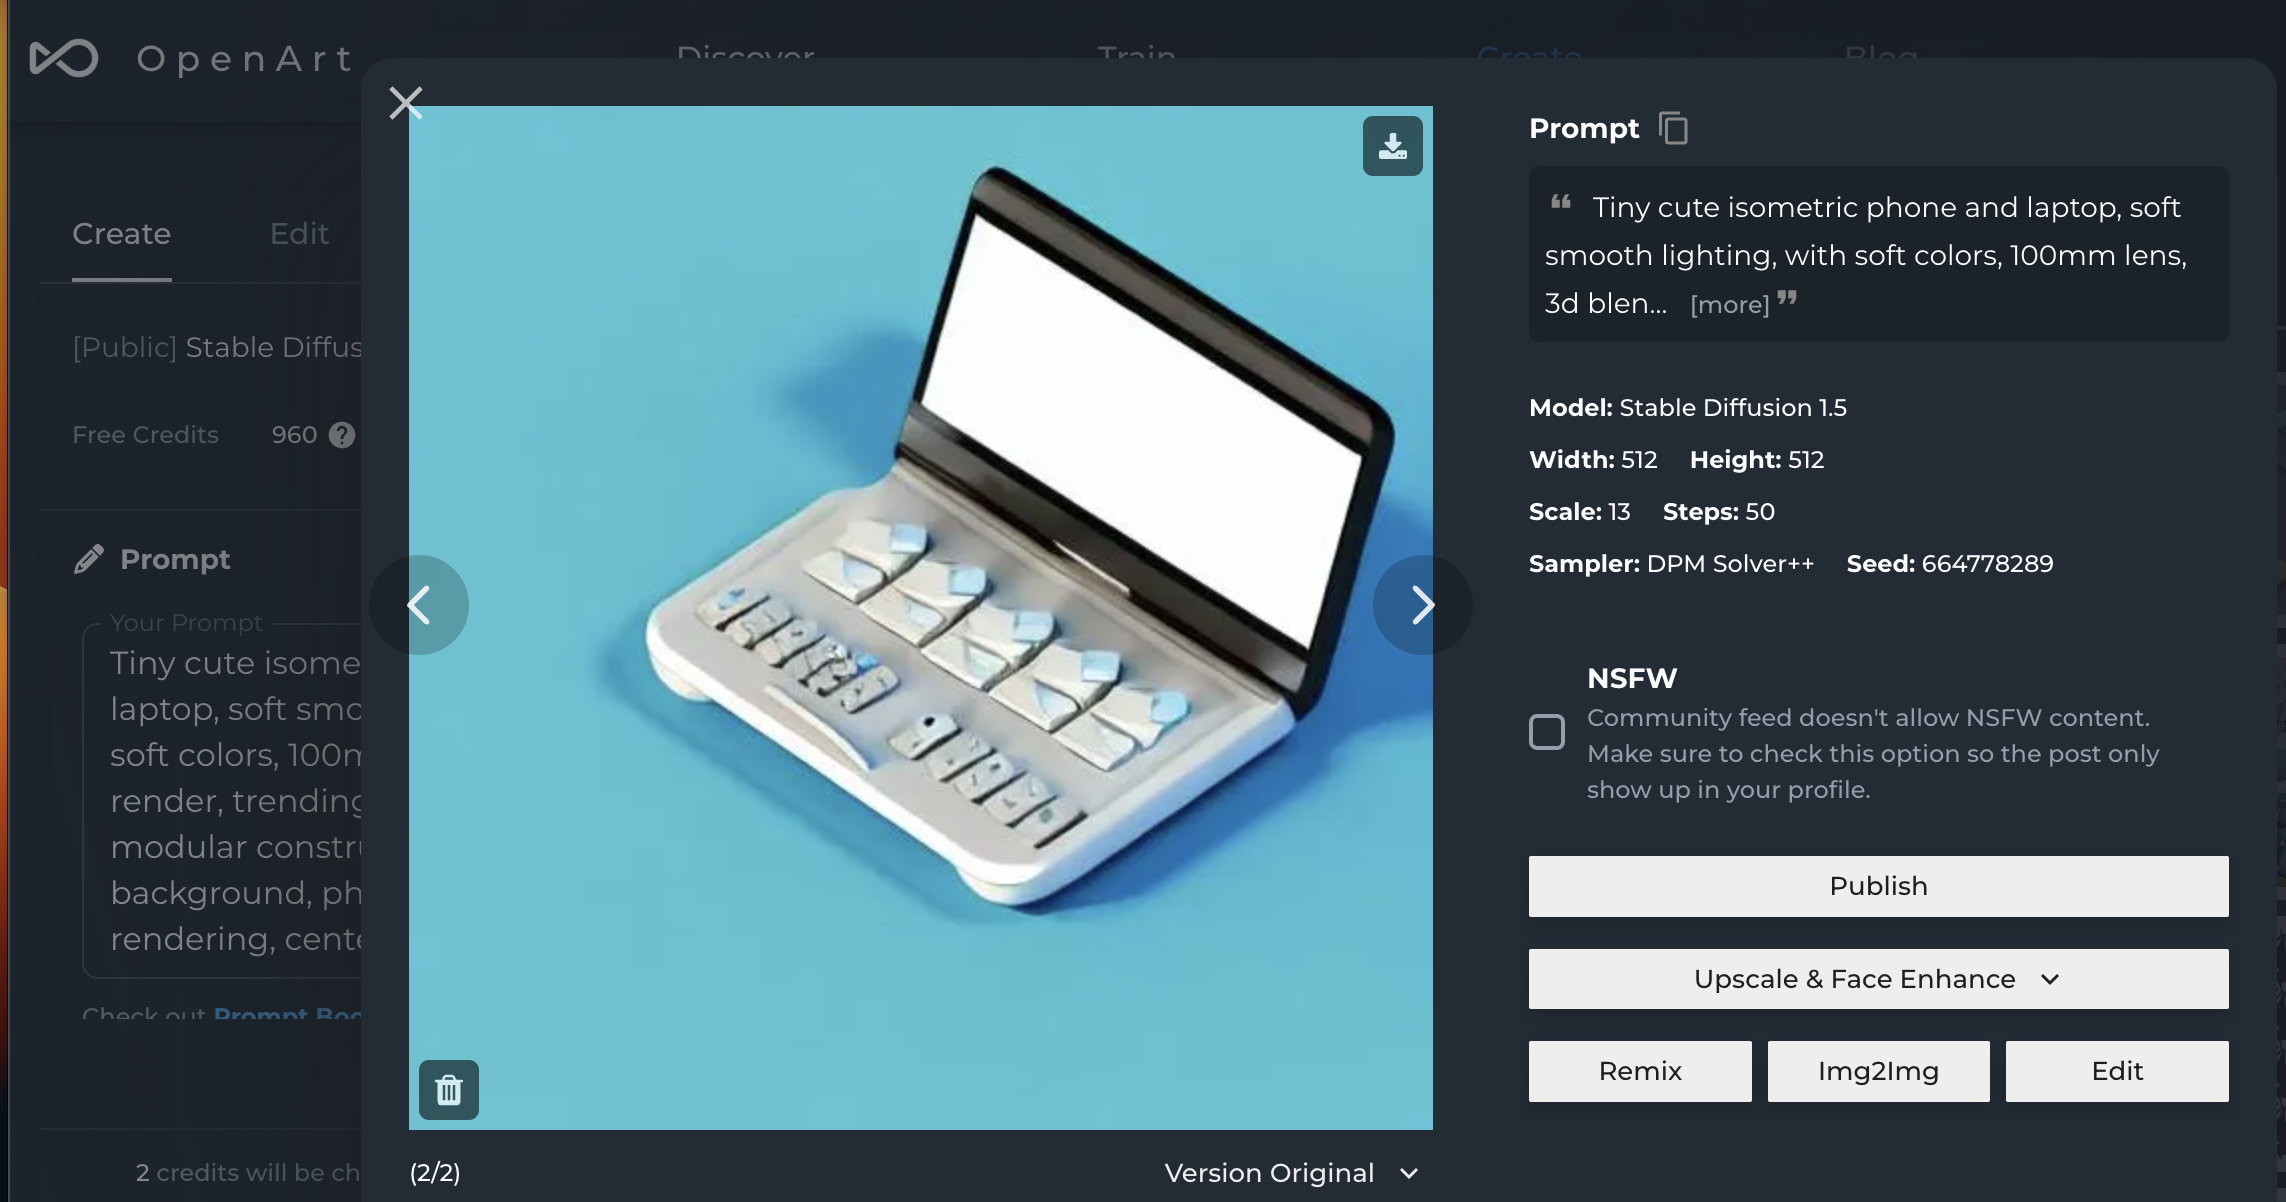 OpenArt
Discover
Train
Create
Blog
Create
Edit
[Public] Stable Diffus
Free Credits 960
Prompt
Your Prompt
Tiny cute isome
laptop, soft smo
soft colors, 100m
render, trending
modular constru
background, ph
rendering, cente
Check out Prompt Boo
2 credits will be ch
(2/2)
Version Original
Prompt
“ Tiny cute isometric phone and laptop, soft
smooth lighting, with soft colors, 100mm lens,
3d blen... [more] ”
Model: Stable Diffusion 1.5
Width: 512 Height: 512
Scale: 13 Steps: 50
Sampler: DPM Solver++ Seed: 664778289
NSFW
Community feed doesn't allow NSFW content.
Make sure to check this option so the post only
show up in your profile.
Publish
Upscale & Face Enhance
Remix
Img2Img
Edit